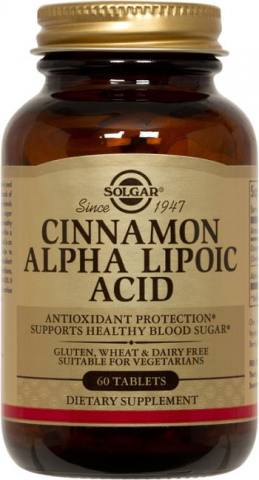 SOLGAR®
Since 1947
CINNAMON
ALPHA LIPOIC
ACID
ANTIOXIDANT PROTECTION*
SUPPORTS HEALTHY BLOOD SUGAR*
GLUTEN, WHEAT & DAIRY FREE
SUITABLE FOR VEGETARIANS
60 TABLETS
DIETARY SUPPLEMENT